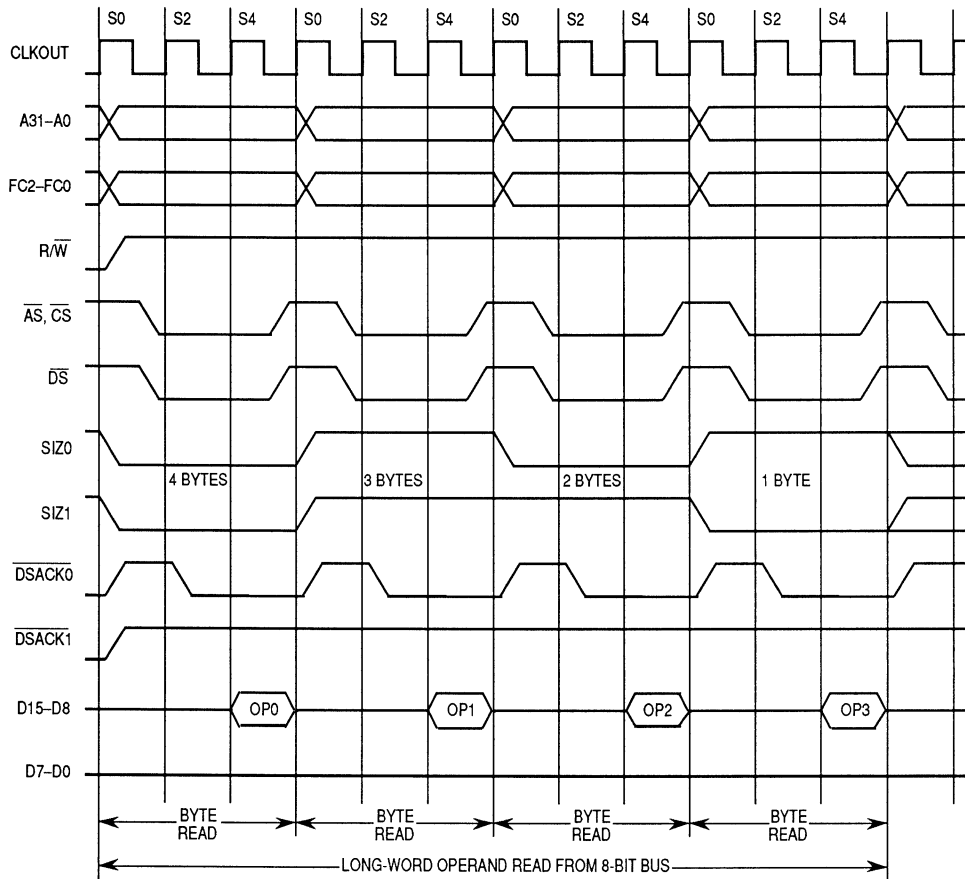 S0 S2 S4 S0 S2 S4 S0 S2 S4 S0 S2 S4
CLKOUT
A31–A0
FC2–FC0
R/W
AS, CS
DS
SIZ0
4 BYTES 3 BYTES 2 BYTES 1 BYTE
SIZ1
DSACK0
DSACK1
D15–D8 OP0 OP1 OP2 OP3
D7–D0
BYTE READ BYTE READ BYTE READ BYTE READ
LONG-WORD OPERAND READ FROM 8-BIT BUS